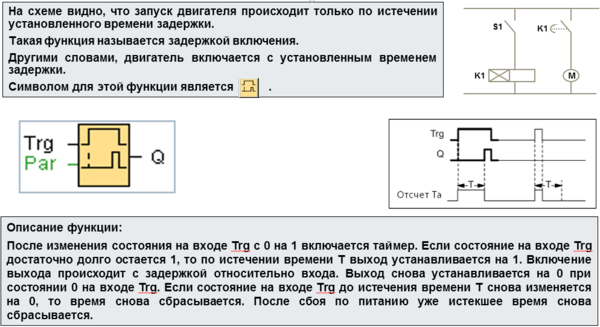 На схеме видно, что запуск двигателя происходит только по истечении
установленного времени задержки.
Такая функция называется задержкой включения.
Другими словами, двигатель включается с установленным временем
задержки.
Символом для этой функции является .
S1
K1
K1
M
Trg
Par
Q
Trg
Q
T
T
Отсчет Ta
Описание функции:
После изменения состояния на входе Trg с 0 на 1 включается таймер. Если состояние на входе Trg
достаточно долго остается 1, то по истечении времени T выход устанавливается на 1. Включение
выхода происходит с задержкой относительно входа. Выход снова устанавливается на 0 при
состоянии 0 на входе Trg. Если состояние на входе Trg до истечения времени T снова изменяется
на 0, то время снова сбрасывается. После сбоя по питанию уже истекшее время снова
сбрасывается.